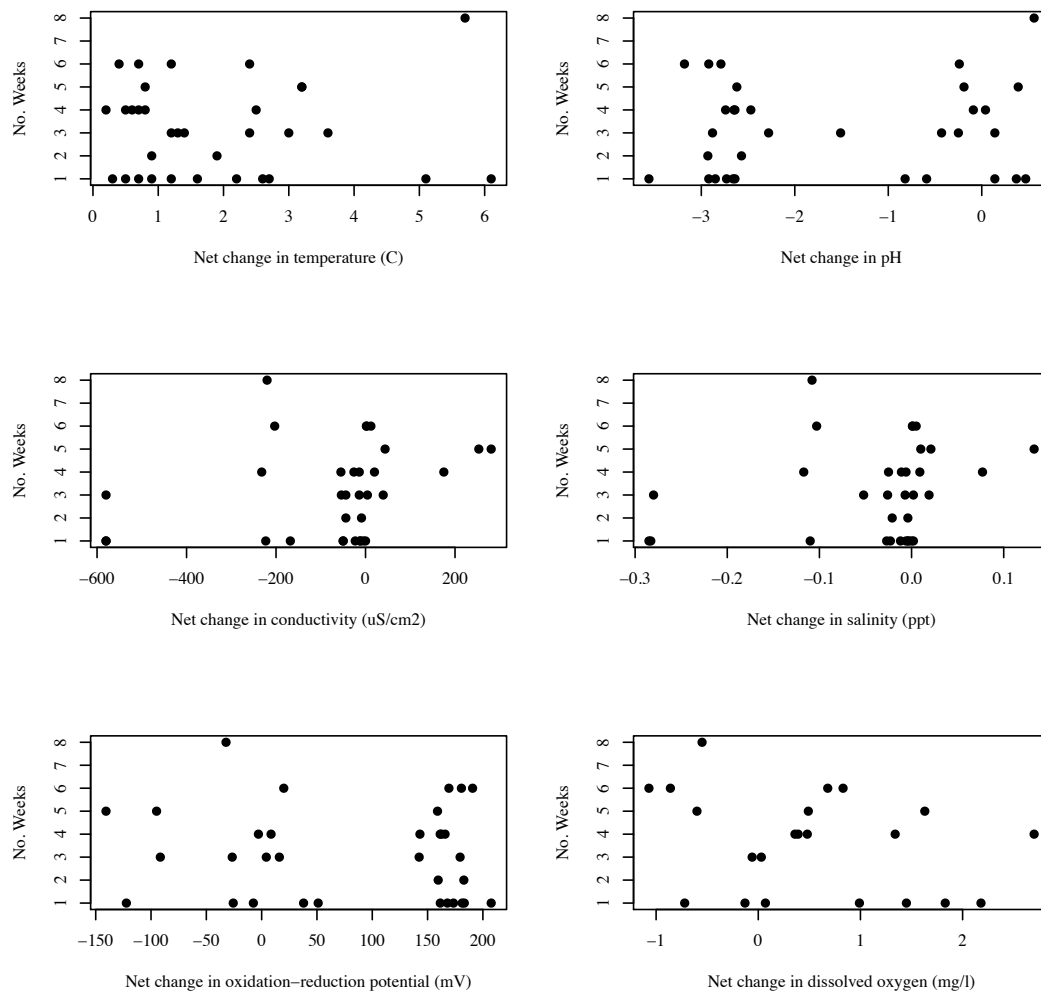 No. Weeks
8
7
6
5
4
3
2
1
0 1 2 3 4 5 6
Net change in temperature (C)
No. Weeks
8
7
6
5
4
3
2
1
−3 −2 −1 0
Net change in pH
No. Weeks
8
7
6
5
4
3
2
1
−600 −400 −200 0 200
Net change in conductivity (uS/cm2)
No. Weeks
8
7
6
5
4
3
2
1
−0.3 −0.2 −0.1 0.0 0.1
Net change in salinity (ppt)
No. Weeks
8
7
6
5
4
3
2
1
−150 −100 −50 0 50 100 150 200
Net change in oxidation−reduction potential (mV)
No. Weeks
8
7
6
5
4
3
2
1
−1 0 1 2
Net change in dissolved oxygen (mg/l)